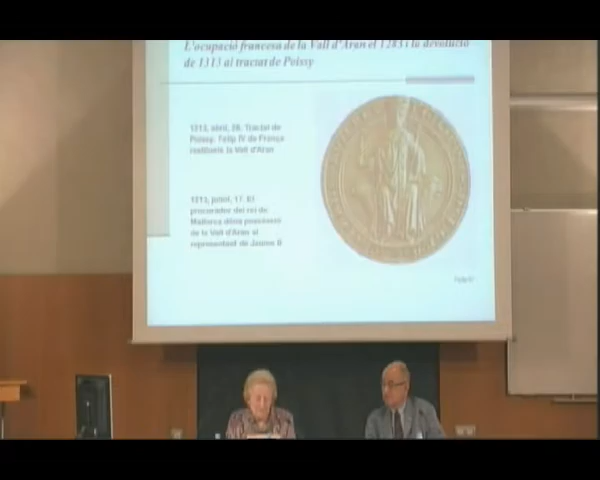 L'ocupació francesa de la Vall d'Aran el 1283 i la devolució
de 1313 al tractat de Poissy
1313, abril, 26. Tractat de
Poissy. Felip IV de França
restitueix la Vall d'Aran
1313, juliol, 17. El
procurador del rei de
Mallorca dóna possessió
de la Vall d'Aran al
representant de Jaume II